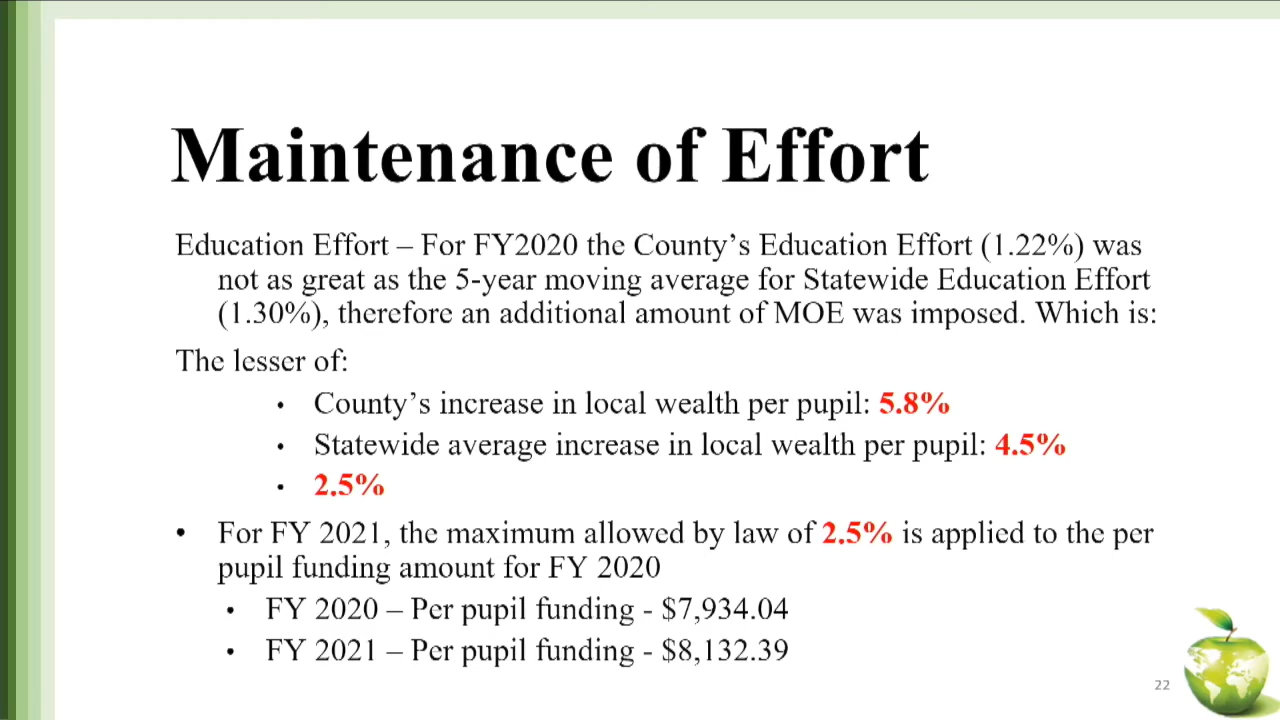 Maintenance of Effort
Education Effort – For FY2020 the County's Education Effort (1.22%) was
not as great as the 5-year moving average for Statewide Education Effort
(1.30%), therefore an additional amount of MOE was imposed. Which is:
The lesser of:
• County's increase in local wealth per pupil: 5.8%
• Statewide average increase in local wealth per pupil: 4.5%
• 2.5%
• For FY 2021, the maximum allowed by law of 2.5% is applied to the per
pupil funding amount for FY 2020
• FY 2020 – Per pupil funding - $7,934.04
• FY 2021 – Per pupil funding - $8,132.39
22